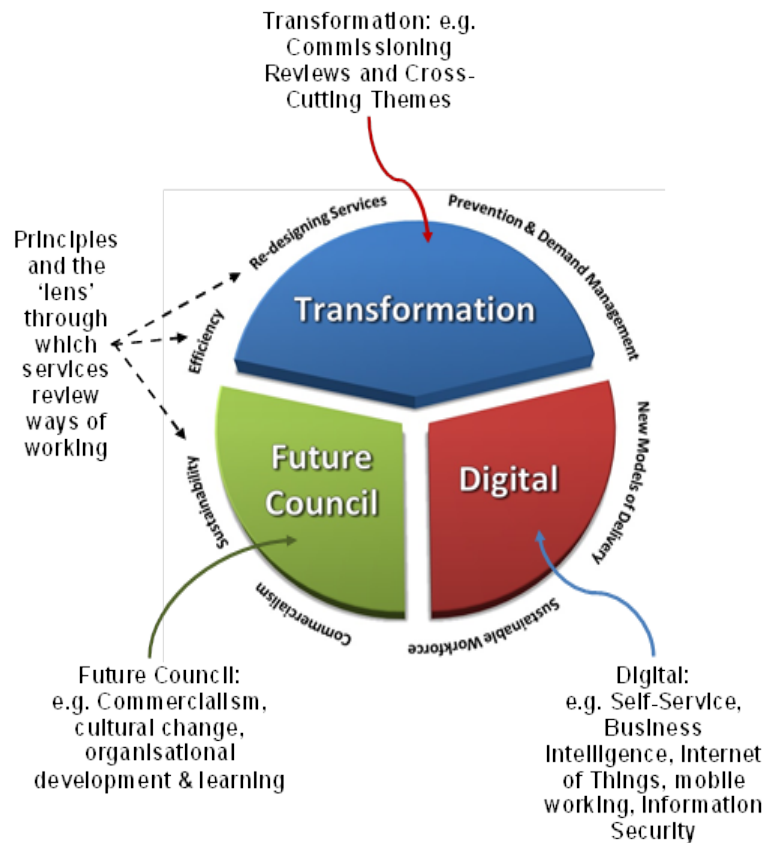 Transformation: e.g.
Commissioning
Reviews and Cross-
Cutting Themes
Principles
and the
‘lens’
through
which
services
review
ways of
working
Re-designing Services
Prevention & Demand Management
Efficiency
Transformation
New Models of Delivery
Sustainability
Future
Council
Digital
Commercialism
Sustainable Workforce
Future Council:
e.g. Commercialism,
cultural change,
organisational
development & learning
Digital:
e.g. Self-Service,
Business
Intelligence, Internet
of Things, mobile
working, Information
Security